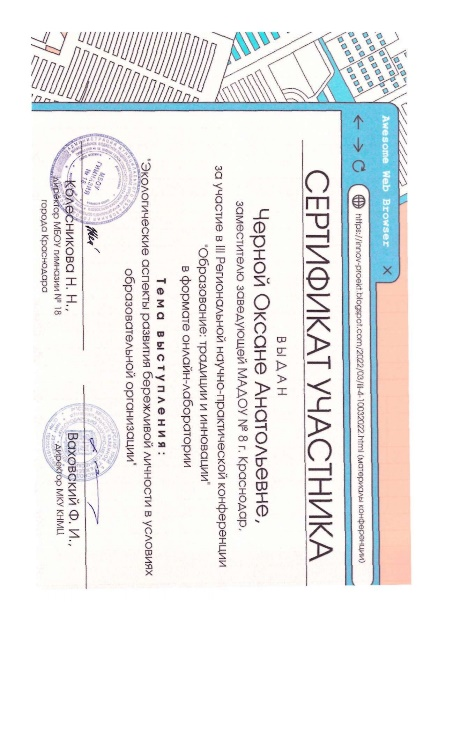 Awesome Web Browser
https://innov-proekt.blogspot.com/2022/03/iii-4-10032022.html (материалы конференции)
СЕРТИФИКАТ УЧАСТНИКА
ВЫДАН
Черной Оксане Анатольевне,
заместителю заведующей МАДОУ № 8 г. Краснодар,
за участие в III Региональной научно-практической конференции
"Образование: традиции и инновации"
в формате онлайн-лаборатории
Тема выступления:
"Экологические аспекты развития бережливой личности в условиях
образовательной организации"
Колесникова Н. Н.,
директор МБОУ гимназии № 18
города Краснодара
Ваховский Ф. И.,
директор МКУ КНМЦ